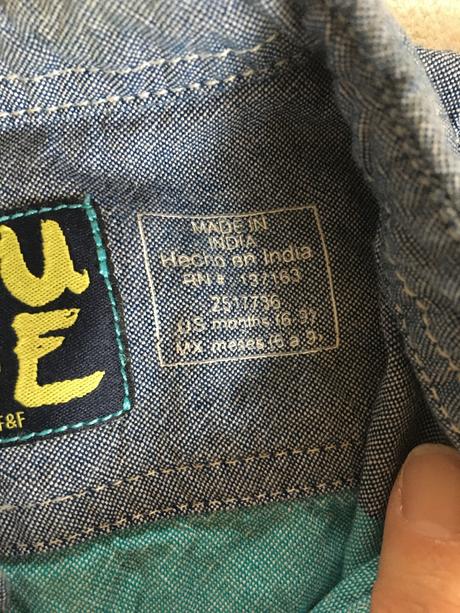 U
E
F&F
MADE IN
INDIA
Hecho en India
RN #: 137163
2517736
US months (6-9)
MX meses (6 a 9)